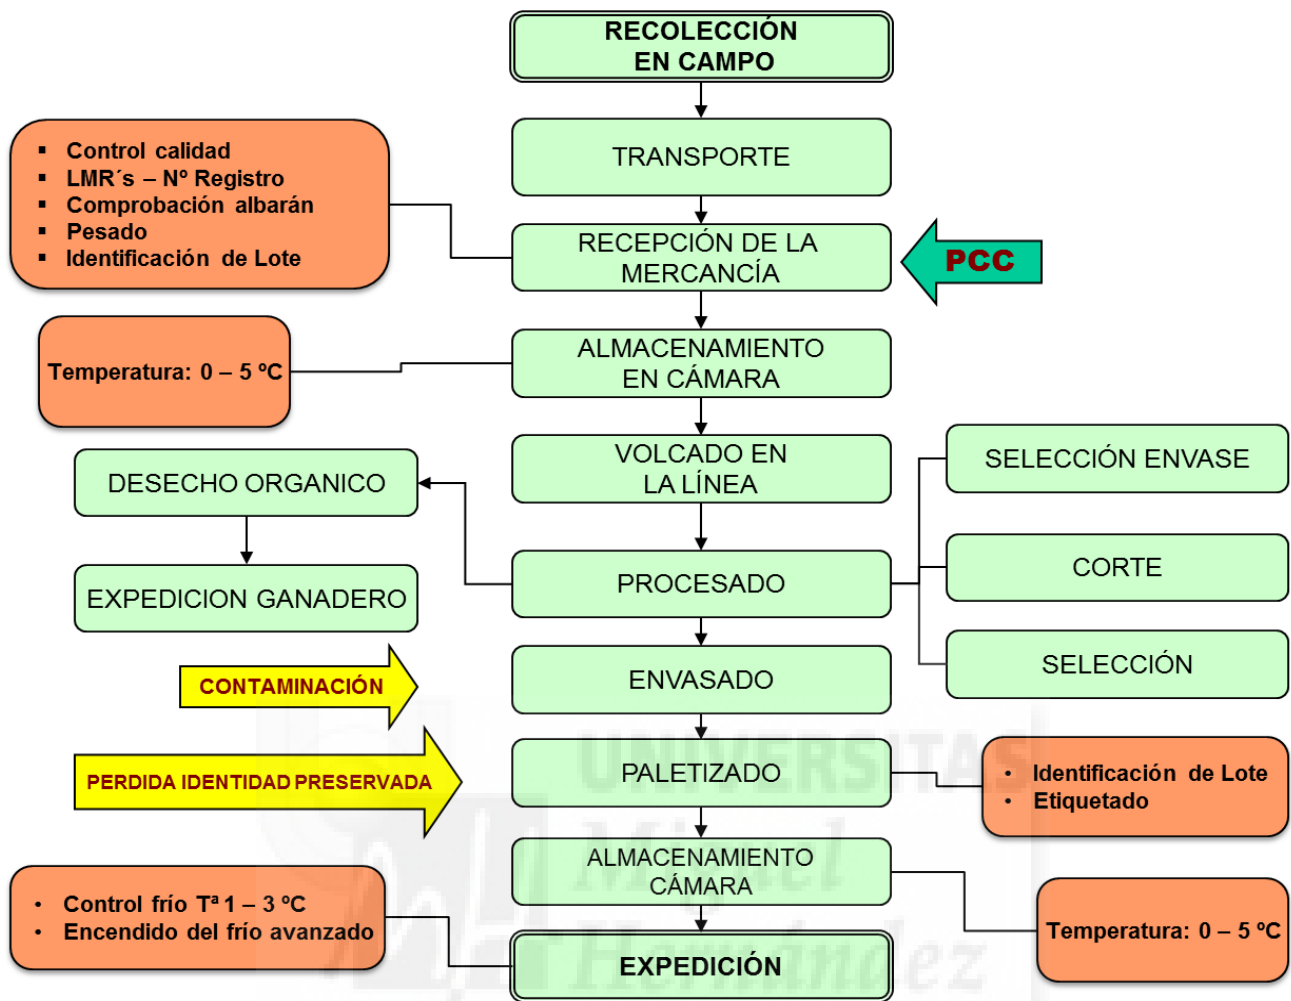 RECOLECCIÓN
EN CAMPO
TRANSPORTE
▪ Control calidad
▪ LMR´s – Nº Registro
▪ Comprobación albarán
▪ Pesado
▪ Identificación de Lote
RECEPCIÓN DE LA
MERCANCÍA
PCC
ALMACENAMIENTO
EN CÁMARA
Temperatura: 0 – 5 ºC
VOLCADO EN
LA LÍNEA
DESECHO ORGANICO
SELECCIÓN ENVASE
PROCESADO
CORTE
EXPEDICION GANADERO
SELECCIÓN
ENVASADO
CONTAMINACIÓN
PALETIZADO
PERDIDA IDENTIDAD PRESERVADA
• Identificación de Lote
• Etiquetado
ALMACENAMIENTO
CÁMARA
• Control frío Tª 1 – 3 ºC
• Encendido del frío avanzado
Temperatura: 0 – 5 ºC
EXPEDICIÓN
UNIVERSITAS
Miguel
Hernández